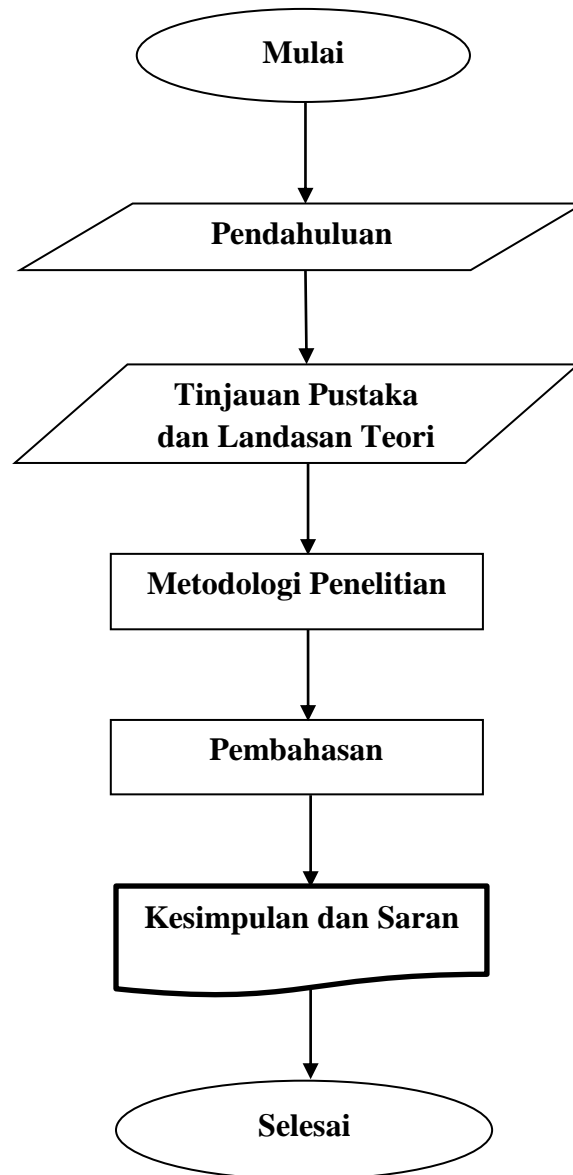 Mulai
Pendahuluan
Tinjauan Pustaka
dan Landasan Teori
Metodologi Penelitian
Pembahasan
Kesimpulan dan Saran
Selesai